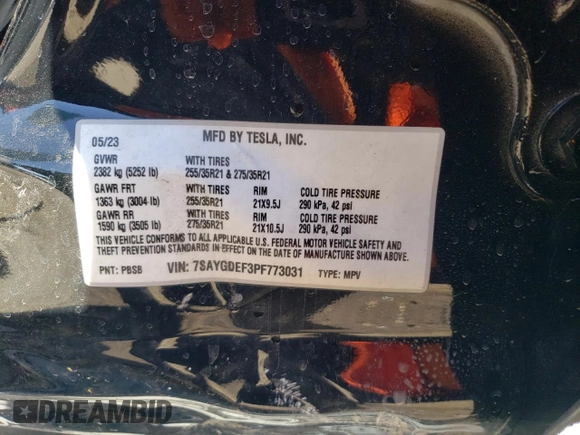 05/23 MFD BY TESLA, INC.
GVWR WITH TIRES
2382 kg (5252 lb) 255/35R21 & 275/35R21
GAWR FRT WITH TIRES RIM COLD TIRE PRESSURE
1363 kg (3004 lb) 255/35R21 21X9.5J 290 kPa, 42 psi
GAWR RR WITH TIRES RIM COLD TIRE PRESSURE
1590 kg (3505 lb) 275/35R21 21X10.5J 290 kPa, 42 psi
THIS VEHICLE CONFORMS TO ALL APPLICABLE U.S. FEDERAL MOTOR VEHICLE SAFETY AND
THEFT PREVENTION STANDARDS IN EFFECT ON THE DATE OF MANUFACTURE SHOWN ABOVE.
PNT: PBSB VIN: 7SAYGDEF3PF773031 TYPE: MPV
DREAMBID